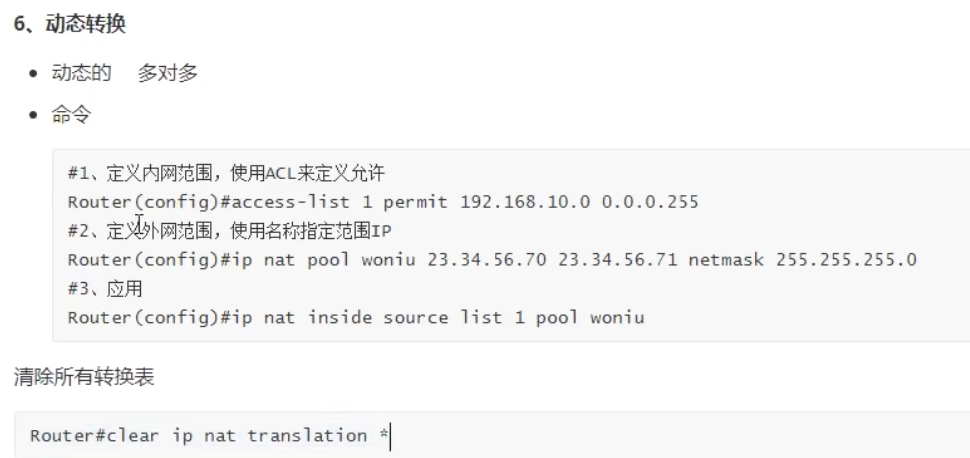 6、动态转换
动态的 多对多
命令
#1、定义内网范围，使用ACL来定义允许
Router(config)#access-list 1 permit 192.168.10.0 0.0.0.255
#2、定义外网范围，使用名称指定范围IP
Router(config)#ip nat pool woniu 23.34.56.70 23.34.56.71 netmask 255.255.255.0
#3、应用
Router(config)#ip nat inside source list 1 pool woniu
清除所有转换表
Router#clear ip nat translation *